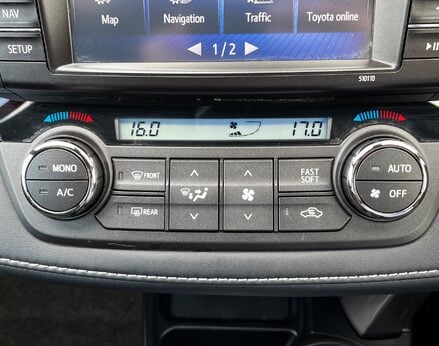 NAV
SETUP
Map
Navigation
Traffic
Toyota online
1/2
510110
16.0
17.0
MONO
A/C
FRONT
REAR
FAST
SOFT
AUTO
OFF